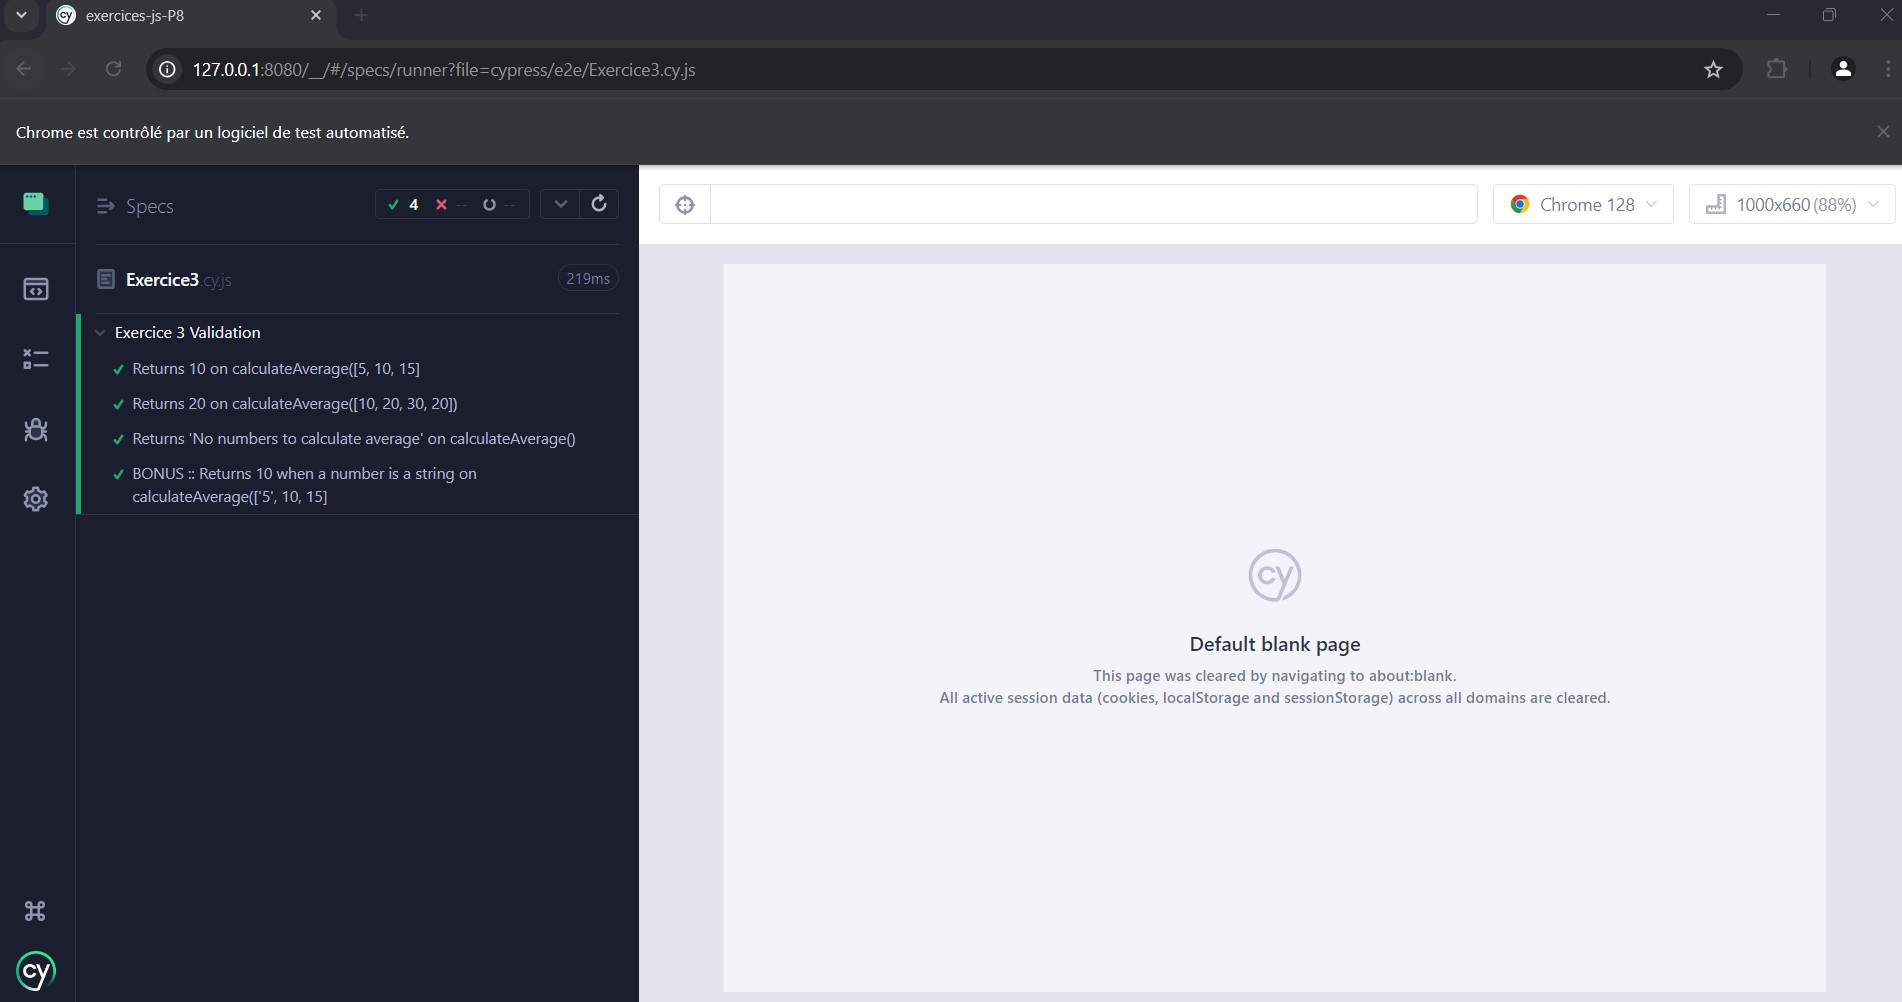 exercices-js-P8
127.0.0.1:8080/__/#/specs/runner?file=cypress/e2e/Exercice3.cy.js
Chrome est contrôlé par un logiciel de test automatisé.
Specs
4 -- --
Chrome 128
1000x660 (88%)
Exercice3.cy.js
219ms
Exercice 3 Validation
Returns 10 on calculateAverage([5, 10, 15]
Returns 20 on calculateAverage([10, 20, 30, 20])
Returns 'No numbers to calculate average' on calculateAverage()
BONUS :: Returns 10 when a number is a string on
calculateAverage(['5', 10, 15]
cy
Default blank page
This page was cleared by navigating to about:blank.
All active session data (cookies, localStorage and sessionStorage) across all domains are cleared.
cy